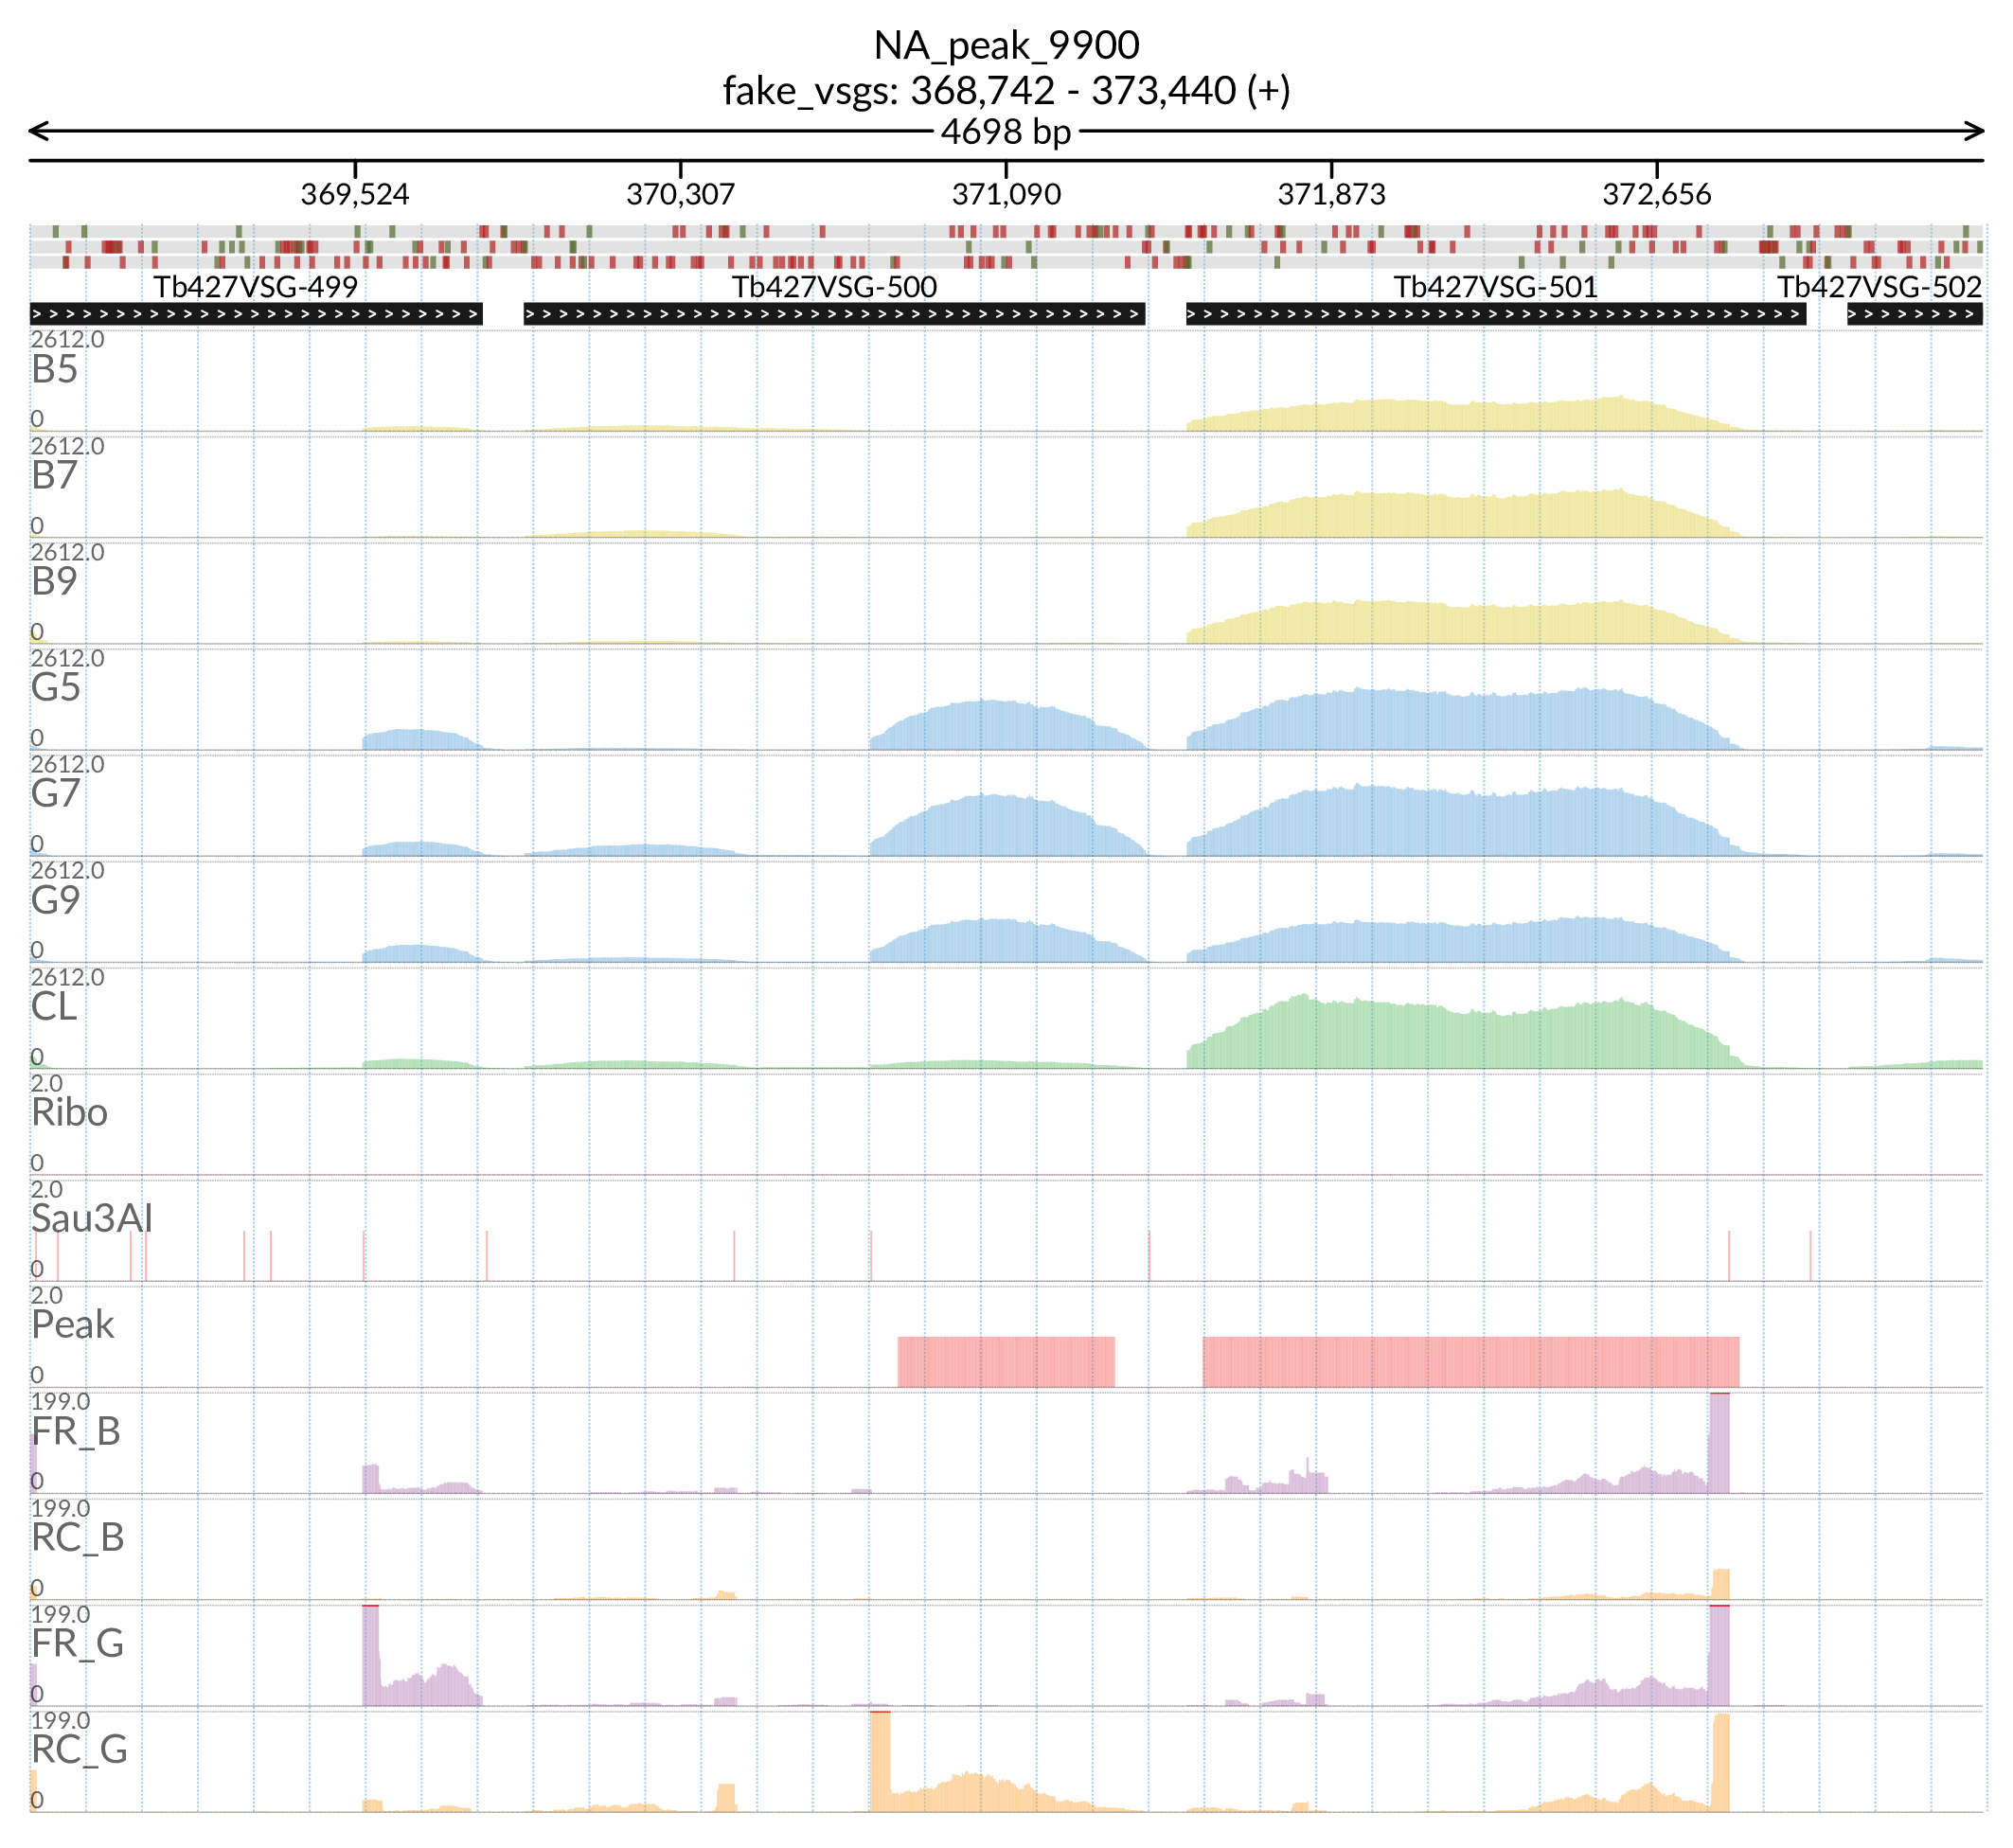 NA_peak_9900
fake_vsgs: 368,742 - 373,440 (+)
4698 bp
369,524 370,307 371,090 371,873 372,656
Tb427VSG-499 Tb427VSG-500 Tb427VSG-501 Tb427VSG-502
2612.0
B5
0
2612.0
B7
0
2612.0
B9
0
2612.0
G5
0
2612.0
G7
0
2612.0
G9
0
2612.0
CL
0
2.0
Ribo
0
2.0
Sau3AI
0
2.0
Peak
0
199.0
FR_B
0
199.0
RC_B
0
199.0
FR_G
0
199.0
RC_G
0